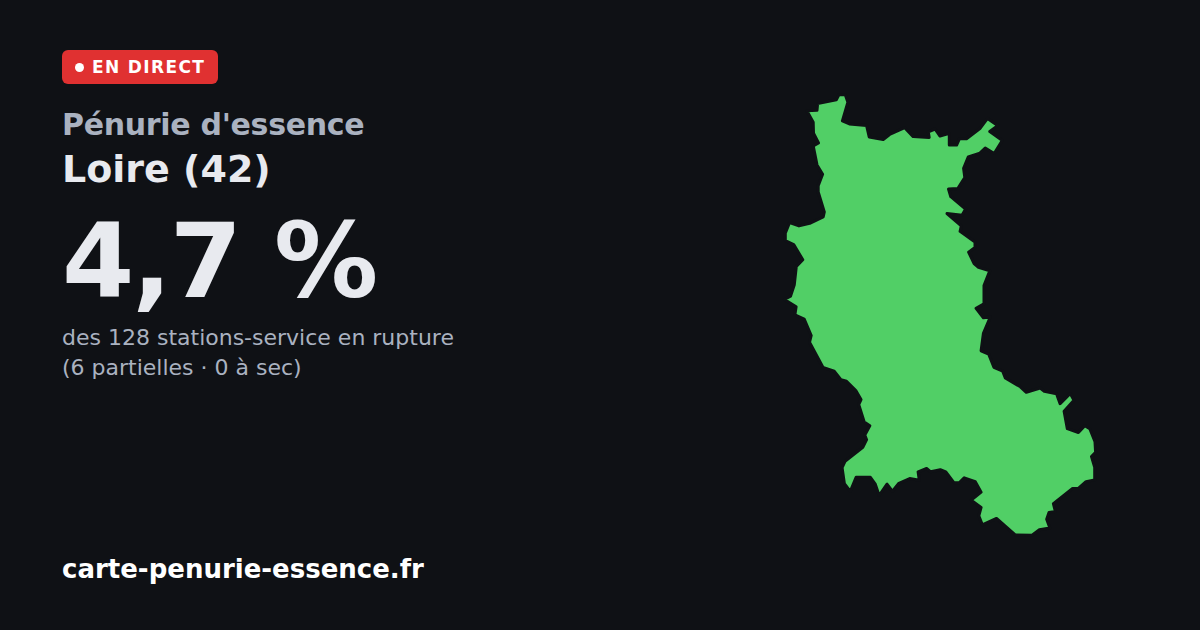 EN DIRECT
Pénurie d'essence
Loire (42)
4,7 %
des 128 stations-service en rupture
(6 partielles · 0 à sec)
carte-penurie-essence.fr